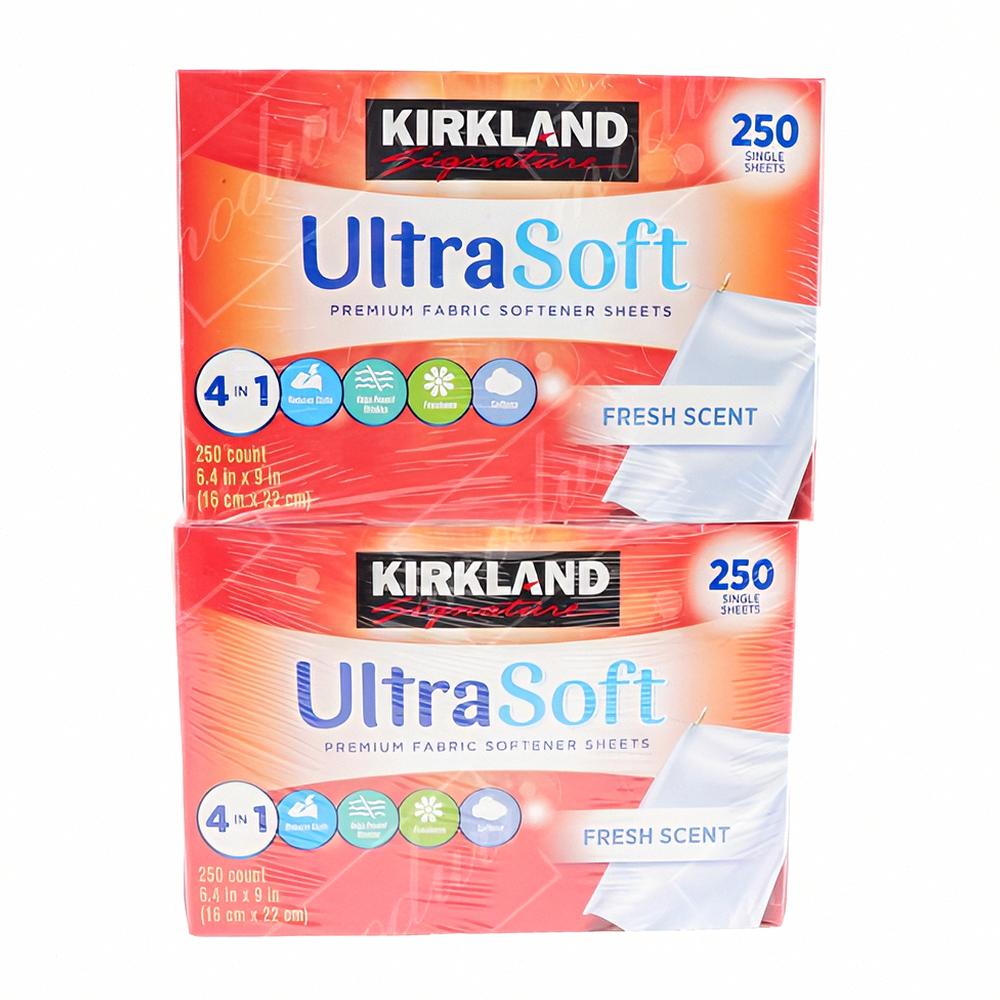 KIRKLAND
Signature
250
SINGLE
SHEETS
UltraSoft
PREMIUM FABRIC SOFTENER SHEETS
4 IN 1
FRESH SCENT
250 count
6.4 in x 9 in
(16 cm x 22 cm)
KIRKLAND
Signature
250
SINGLE
SHEETS
UltraSoft
PREMIUM FABRIC SOFTENER SHEETS
4 IN 1
FRESH SCENT
250 count
6.4 in x 9 in
(16 cm x 22 cm)